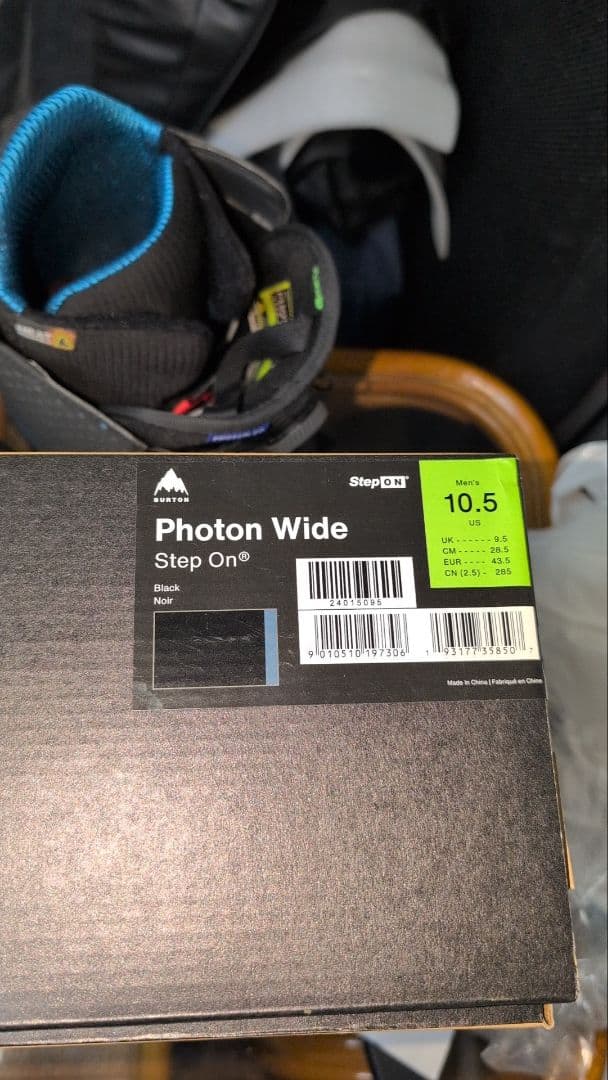 BURTON
StepON®
Photon Wide
Step On®
Black
Noir
Men's
10.5
US
UK - - - - - - 9.5
CM - - - - - 28.5
EUR - - - - 43.5
CN (2.5) - 285
24015095
9 010510 197306
1 93177 35850 7
Made in China | Fabriqué en Chine